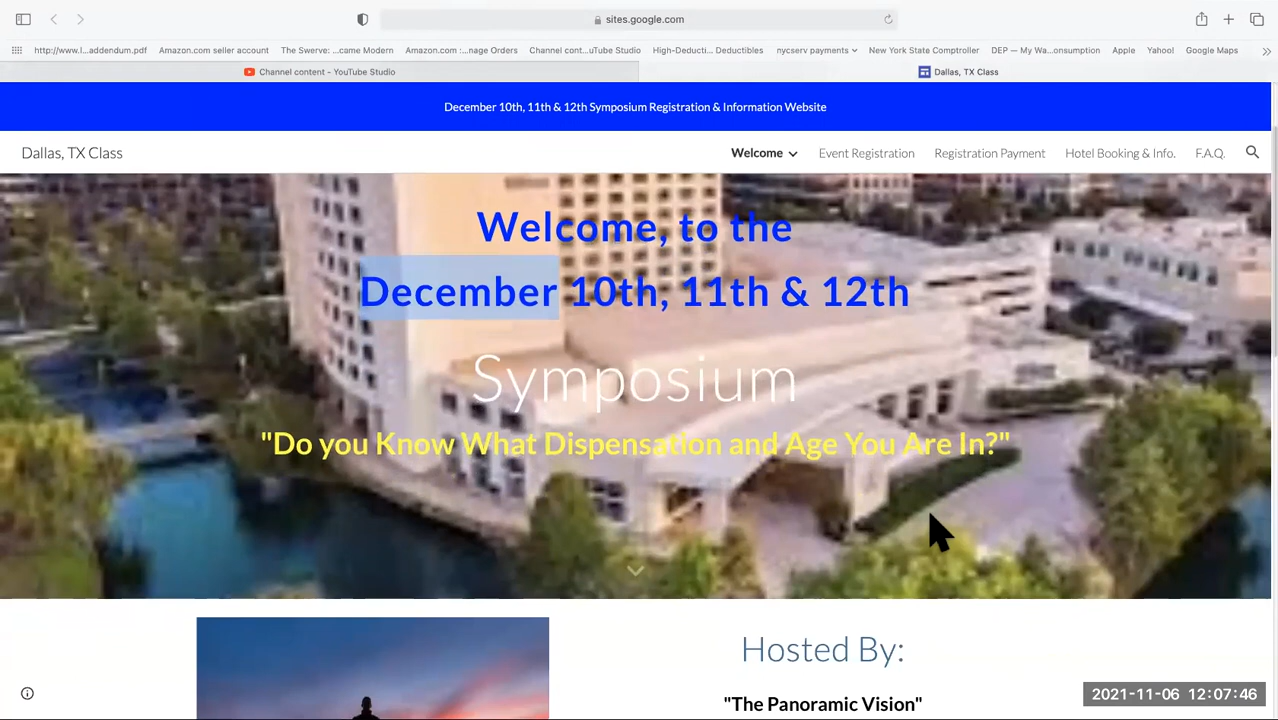 sites.google.com
http://www.l...addendum.pdf Amazon.com seller account The Swerve: ...came Modern Amazon.com :...nage Orders Channel cont...uTube Studio High-Deducti... Deductibles nycserv payments New York State Comptroller DEP — My Wa...onsumption Apple Yahoo! Google Maps
Channel content - YouTube Studio Dallas, TX Class
December 10th, 11th & 12th Symposium Registration & Information Website
Dallas, TX Class Welcome Event Registration Registration Payment Hotel Booking & Info. F.A.Q.
Welcome, to the
December 10th, 11th & 12th
Symposium
"Do you Know What Dispensation and Age You Are In?"
Hosted By:
"The Panoramic Vision"
2021-11-06 12:07:46